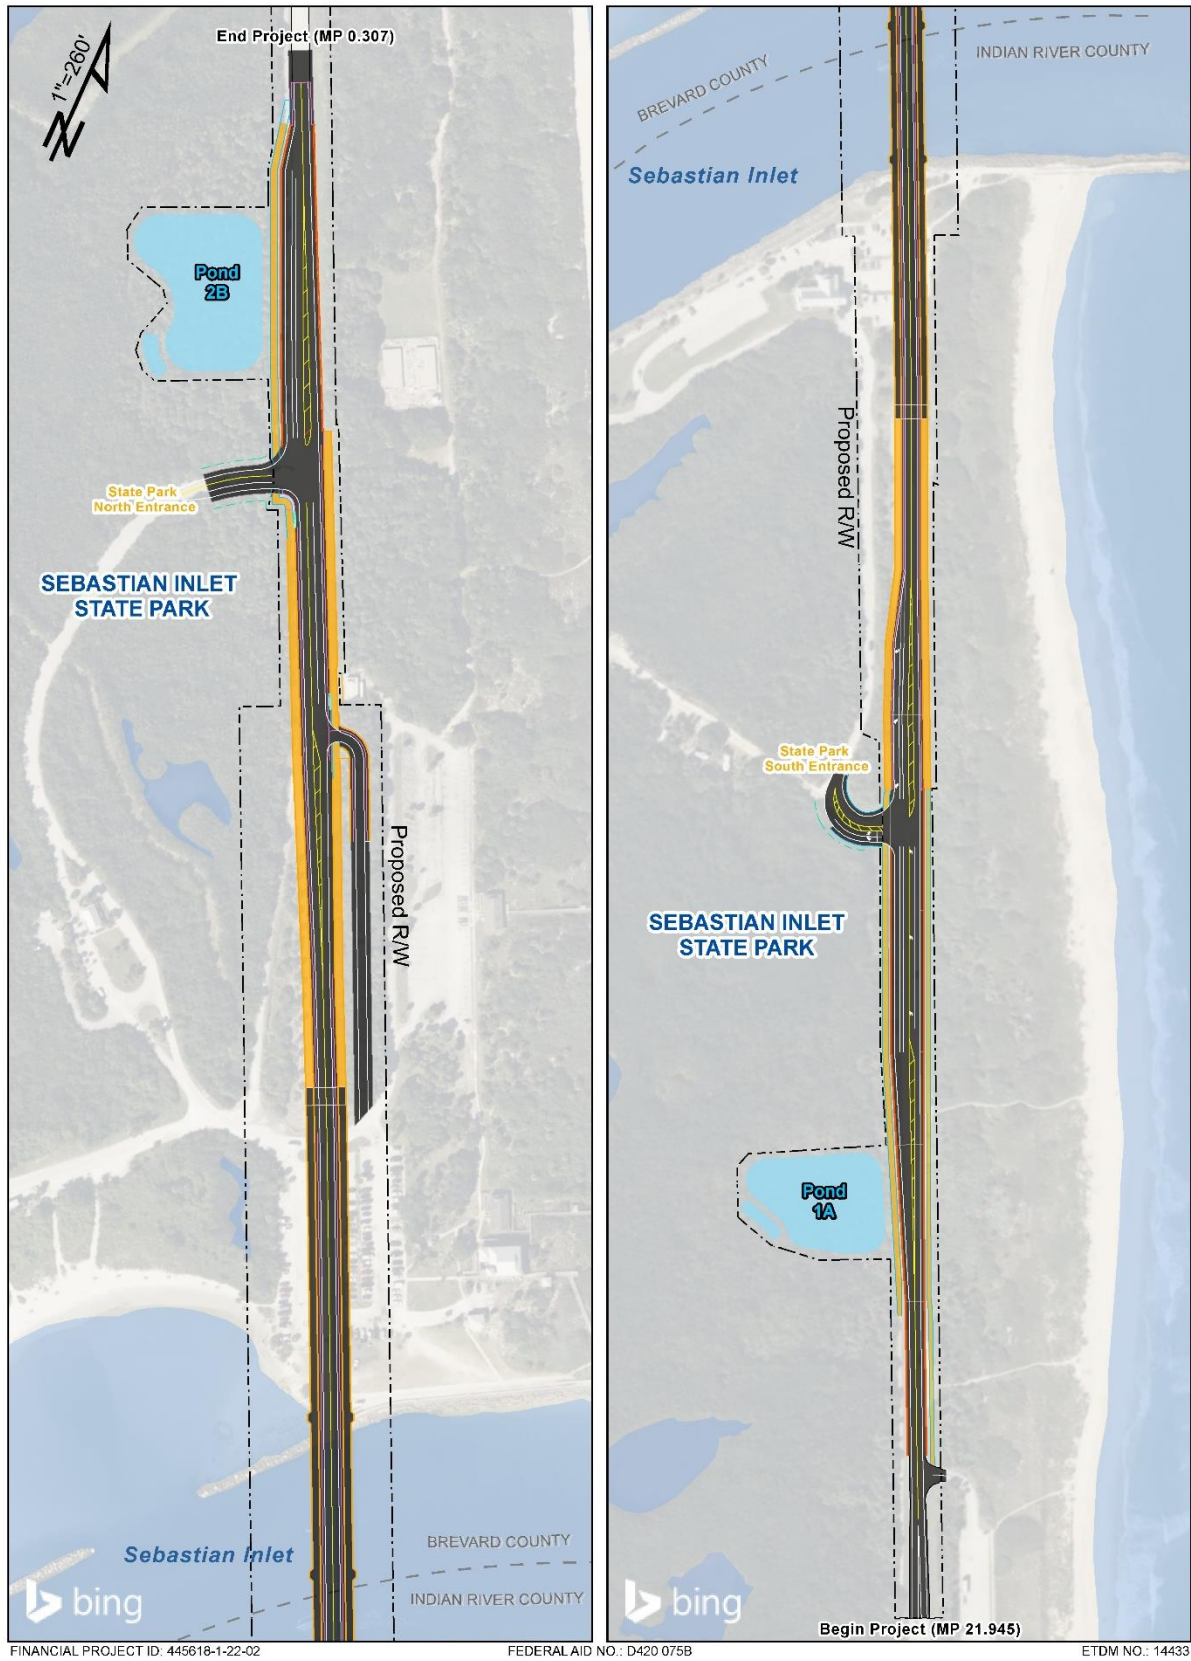 End Project (MP 0.307)
1"=260'
N
Pond
2B
State Park
North Entrance
SEBASTIAN INLET
STATE PARK
Proposed R/W
BREVARD COUNTY
Sebastian Inlet
INDIAN RIVER COUNTY
bing
INDIAN RIVER COUNTY
BREVARD COUNTY
Sebastian Inlet
Proposed R/W
State Park
South Entrance
SEBASTIAN INLET
STATE PARK
Pond
1A
bing
Begin Project (MP 21.945)
FINANCIAL PROJECT ID: 445618-1-22-02
FEDERAL AID NO.: D420 075B
ETDM NO.: 14433